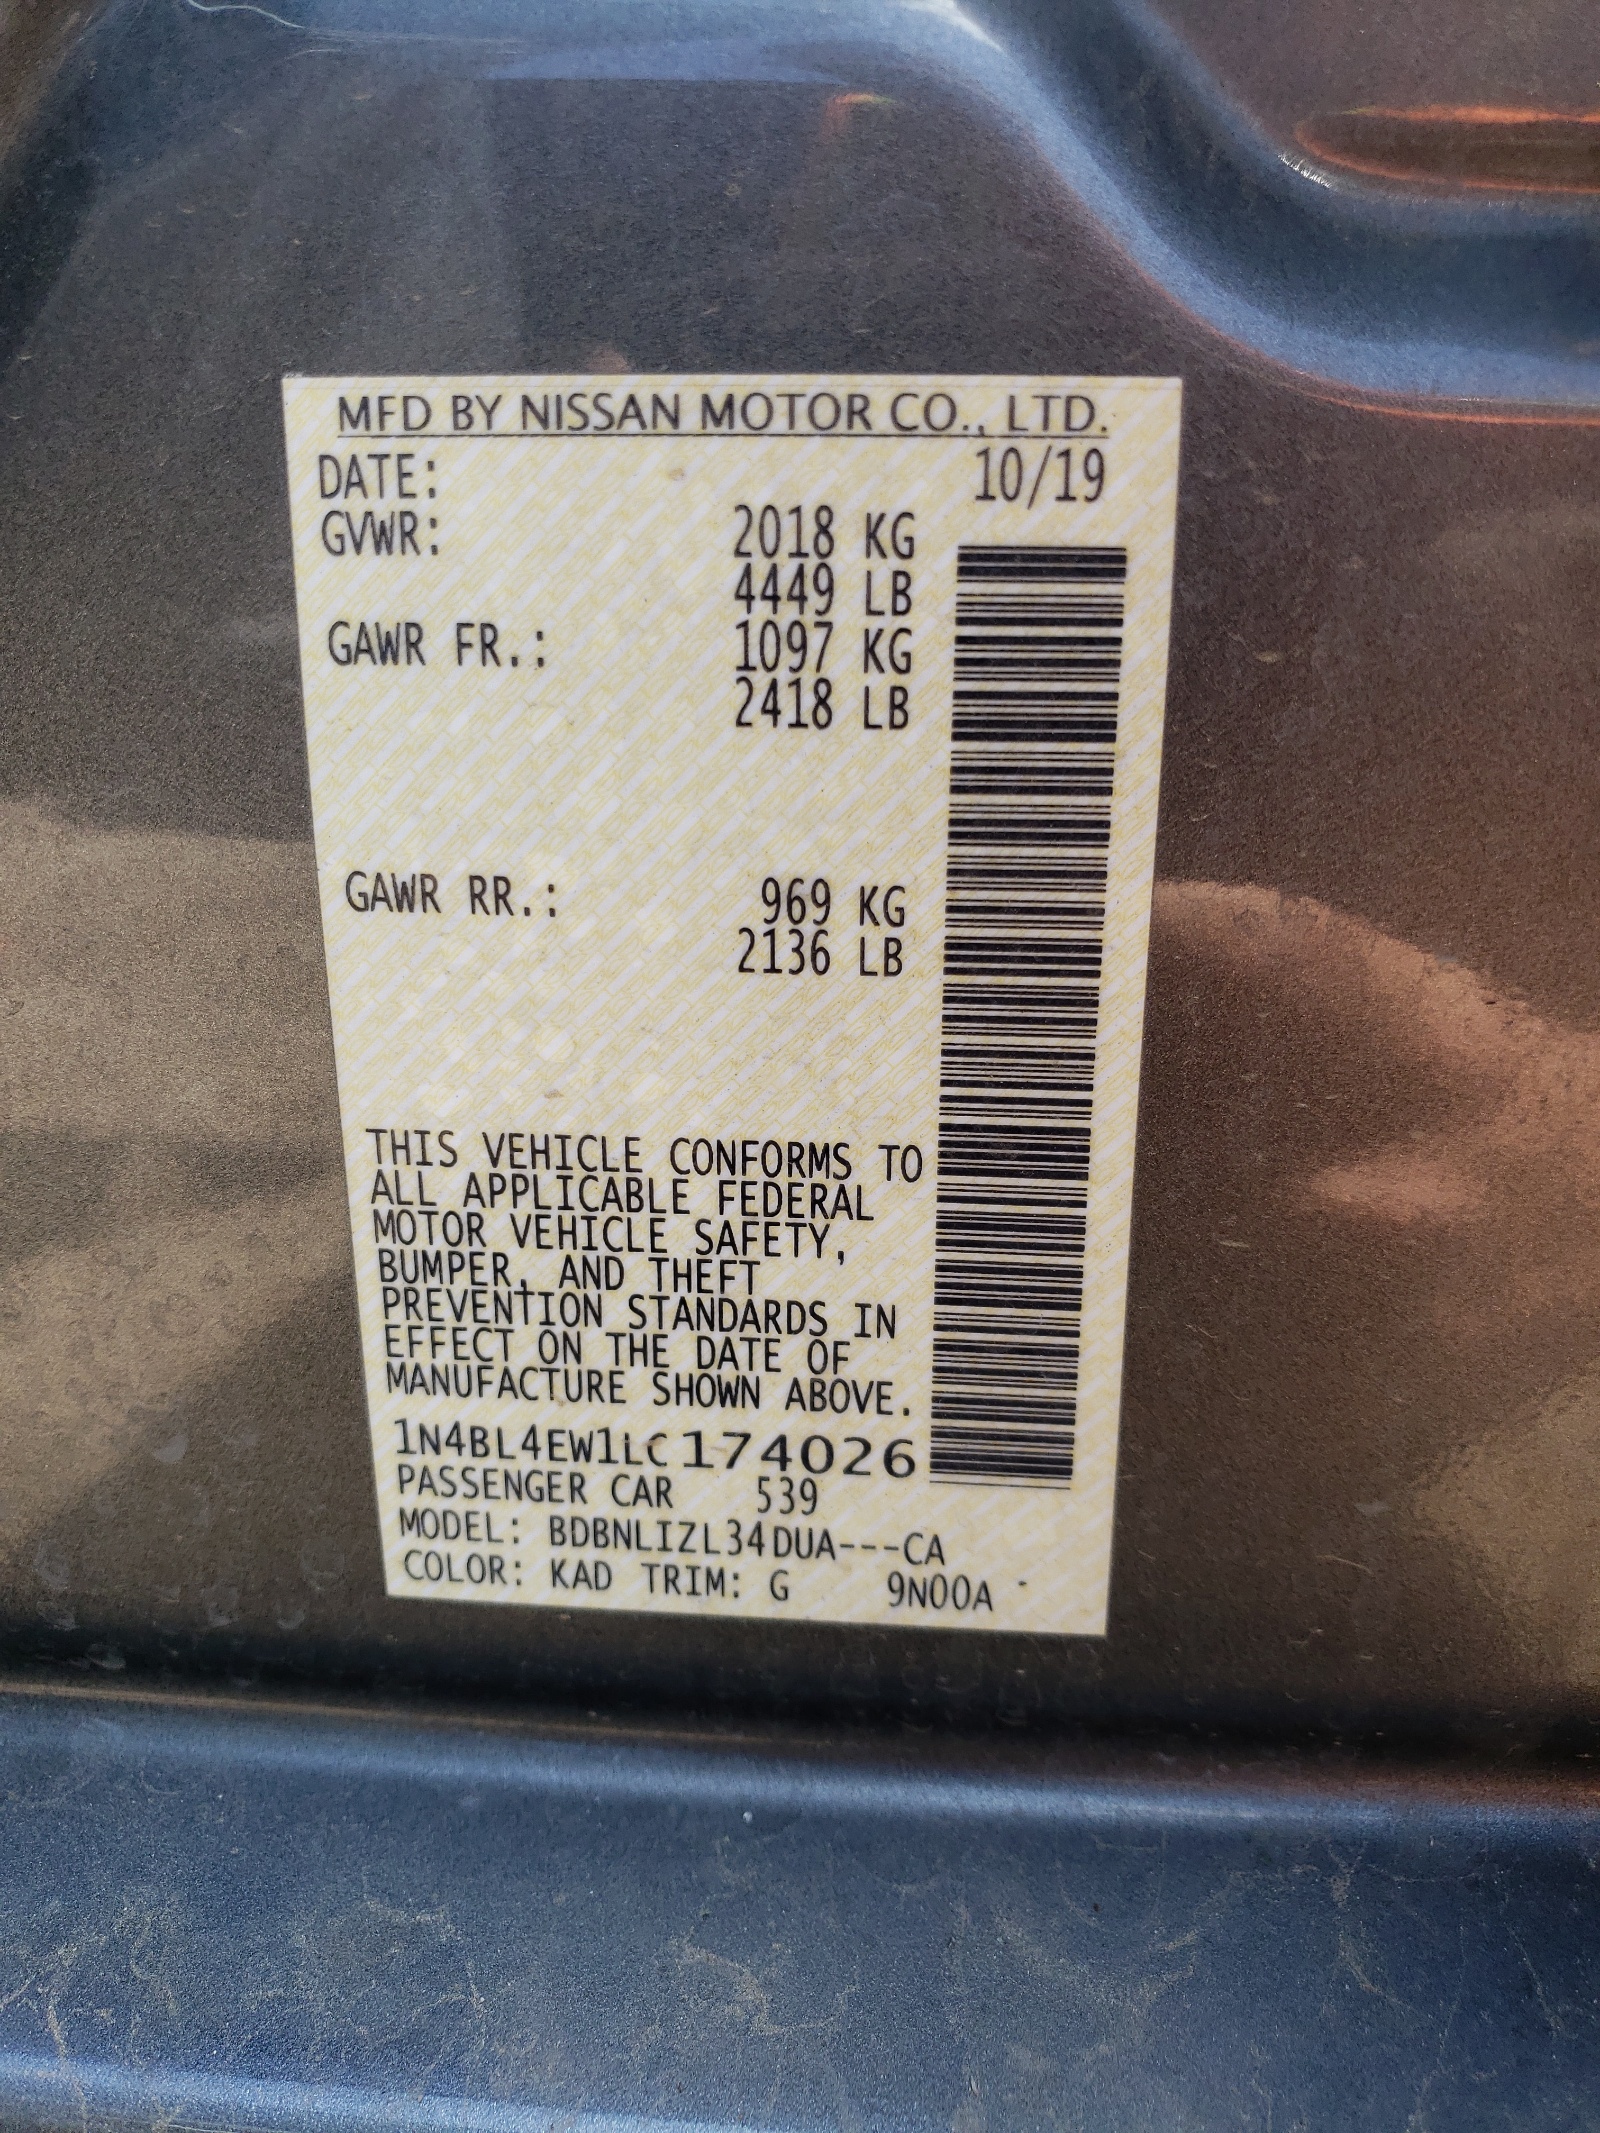 MFD BY NISSAN MOTOR CO., LTD.
DATE: 10/19
GVWR: 2018 KG
4449 LB
GAWR FR.: 1097 KG
2418 LB
GAWR RR.: 969 KG
2136 LB
THIS VEHICLE CONFORMS TO
ALL APPLICABLE FEDERAL
MOTOR VEHICLE SAFETY,
BUMPER, AND THEFT
PREVENTION STANDARDS IN
EFFECT ON THE DATE OF
MANUFACTURE SHOWN ABOVE.
1N4BL4EW1LC174026
PASSENGER CAR 539
MODEL: BDBNLIZL34DUA---CA
COLOR: KAD TRIM: G 9N00A